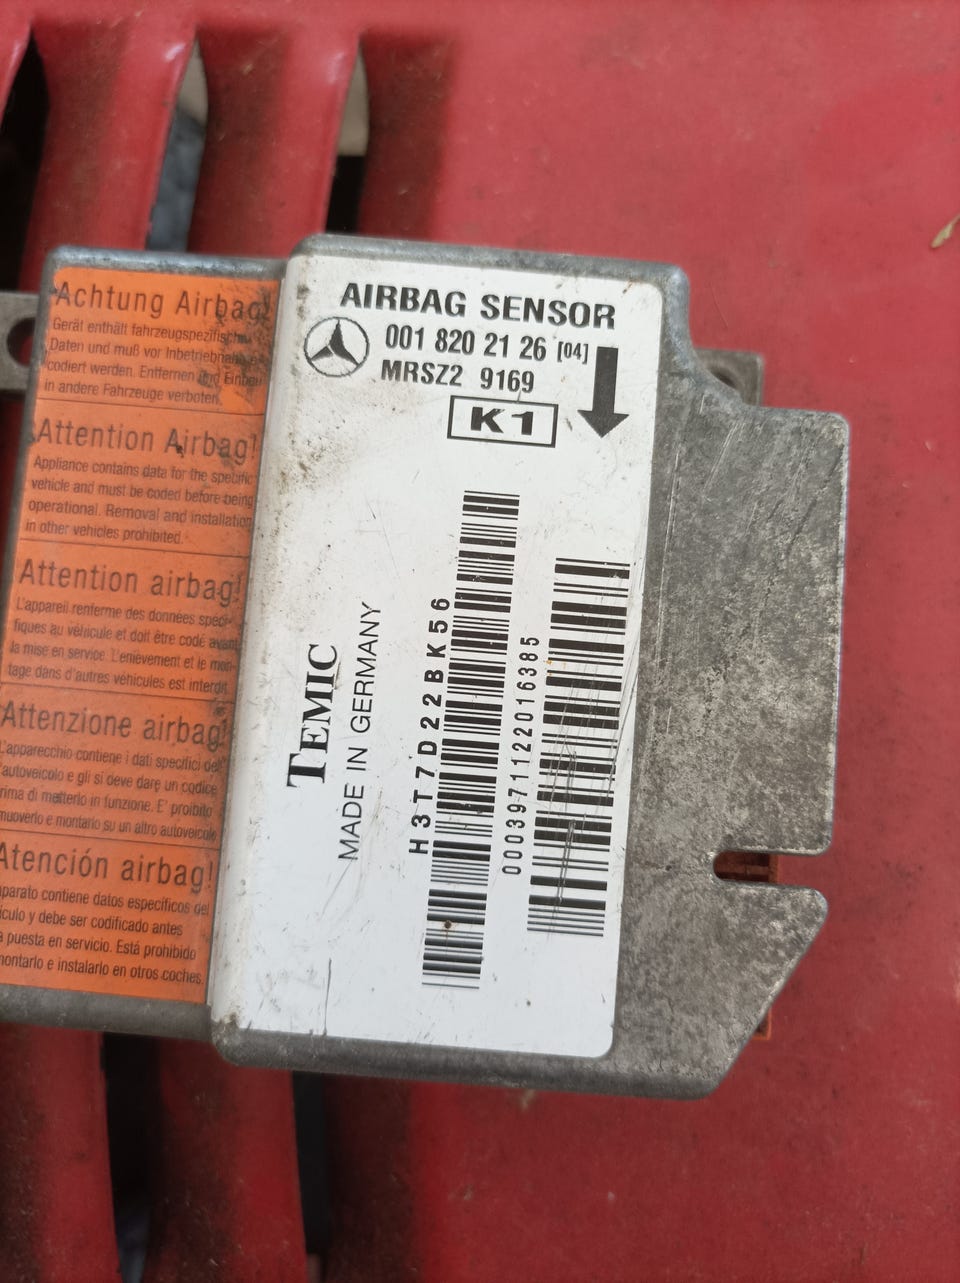 Achtung Airbag!
Gerät enthält fahrzeugspezifische
Daten und muß vor Inbetriebnahme
codiert werden. Entfernen und Einbau
in andere Fahrzeuge verboten.
Attention Airbag!
Appliance contains data for the specific
vehicle and must be coded before being
operational. Removal and installation
in other vehicles prohibited.
Attention airbag!
L'appareil renferme des données spéci-
fiques au véhicule et doit être codé avant
la mise en service. L'enièvement et le mon-
tage dans d'autres véhicules est interdit.
Attenzione airbag!
L'apparecchio contiene i dati specifici del
l'autoveicolo e gli si deve dare un codice
prima di metterlo in funzione. E' proibito
muoverlo e montarlo su un altro autoveicolo
Atención airbag!
aparato contiene datos específicos del
ículo y debe ser codificado antes
a puesta en servicio. Está prohibido
montarlo e instalarlo en otros coches.
AIRBAG SENSOR
001 820 21 26 [04]
MRSZ2 9169
K1
TEMIC
MADE IN GERMANY
H3T7D22BK56
0003971122016385